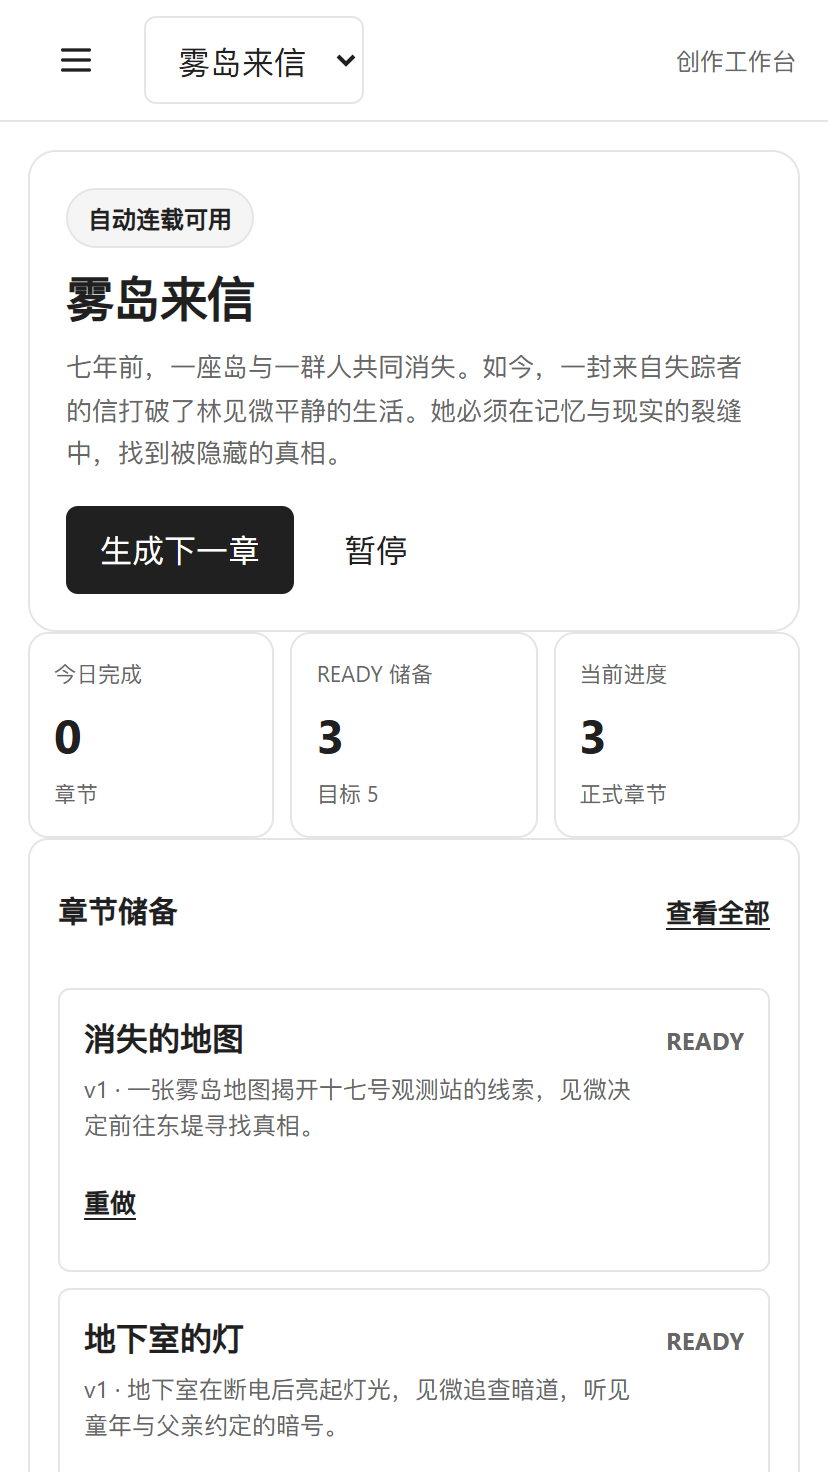 雾岛来信
创作工作台
自动连载可用
雾岛来信
七年前，一座岛与一群人共同消失。如今，一封来自失踪者
的信打破了林见微平静的生活。她必须在记忆与现实的裂缝
中，找到被隐藏的真相。
生成下一章
暂停
今日完成
0
章节
READY 储备
3
目标 5
当前进度
3
正式章节
章节储备
查看全部
消失的地图
READY
v1 · 一张雾岛地图揭开十七号观测站的线索，见微决
定前往东堤寻找真相。
重做
地下室的灯
READY
v1 · 地下室在断电后亮起灯光，见微追查暗道，听见
童年与父亲约定的暗号。